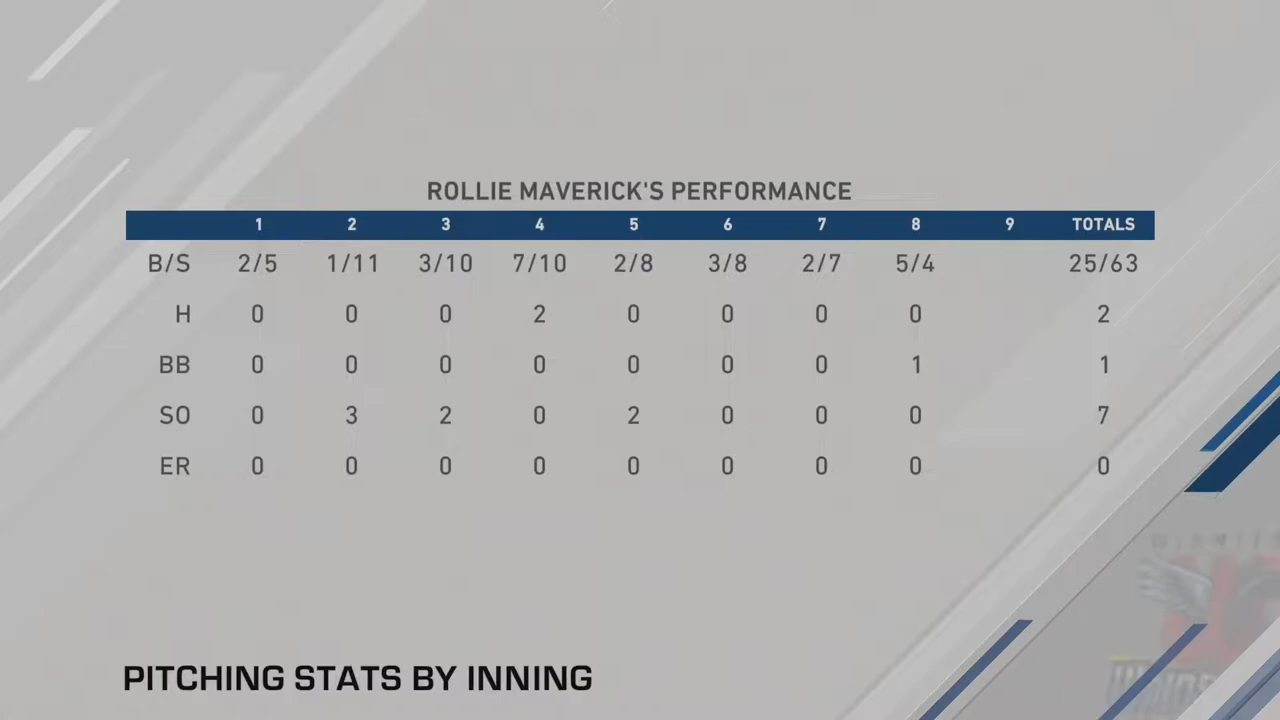 ROLLIE MAVERICK'S PERFORMANCE
1 2 3 4 5 6 7 8 9 TOTALS
B/S 2/5 1/11 3/10 7/10 2/8 3/8 2/7 5/4 25/63
H 0 0 0 2 0 0 0 0 2
BB 0 0 0 0 0 0 0 1 1
SO 0 3 2 0 2 0 0 0 7
ER 0 0 0 0 0 0 0 0 0
PITCHING STATS BY INNING